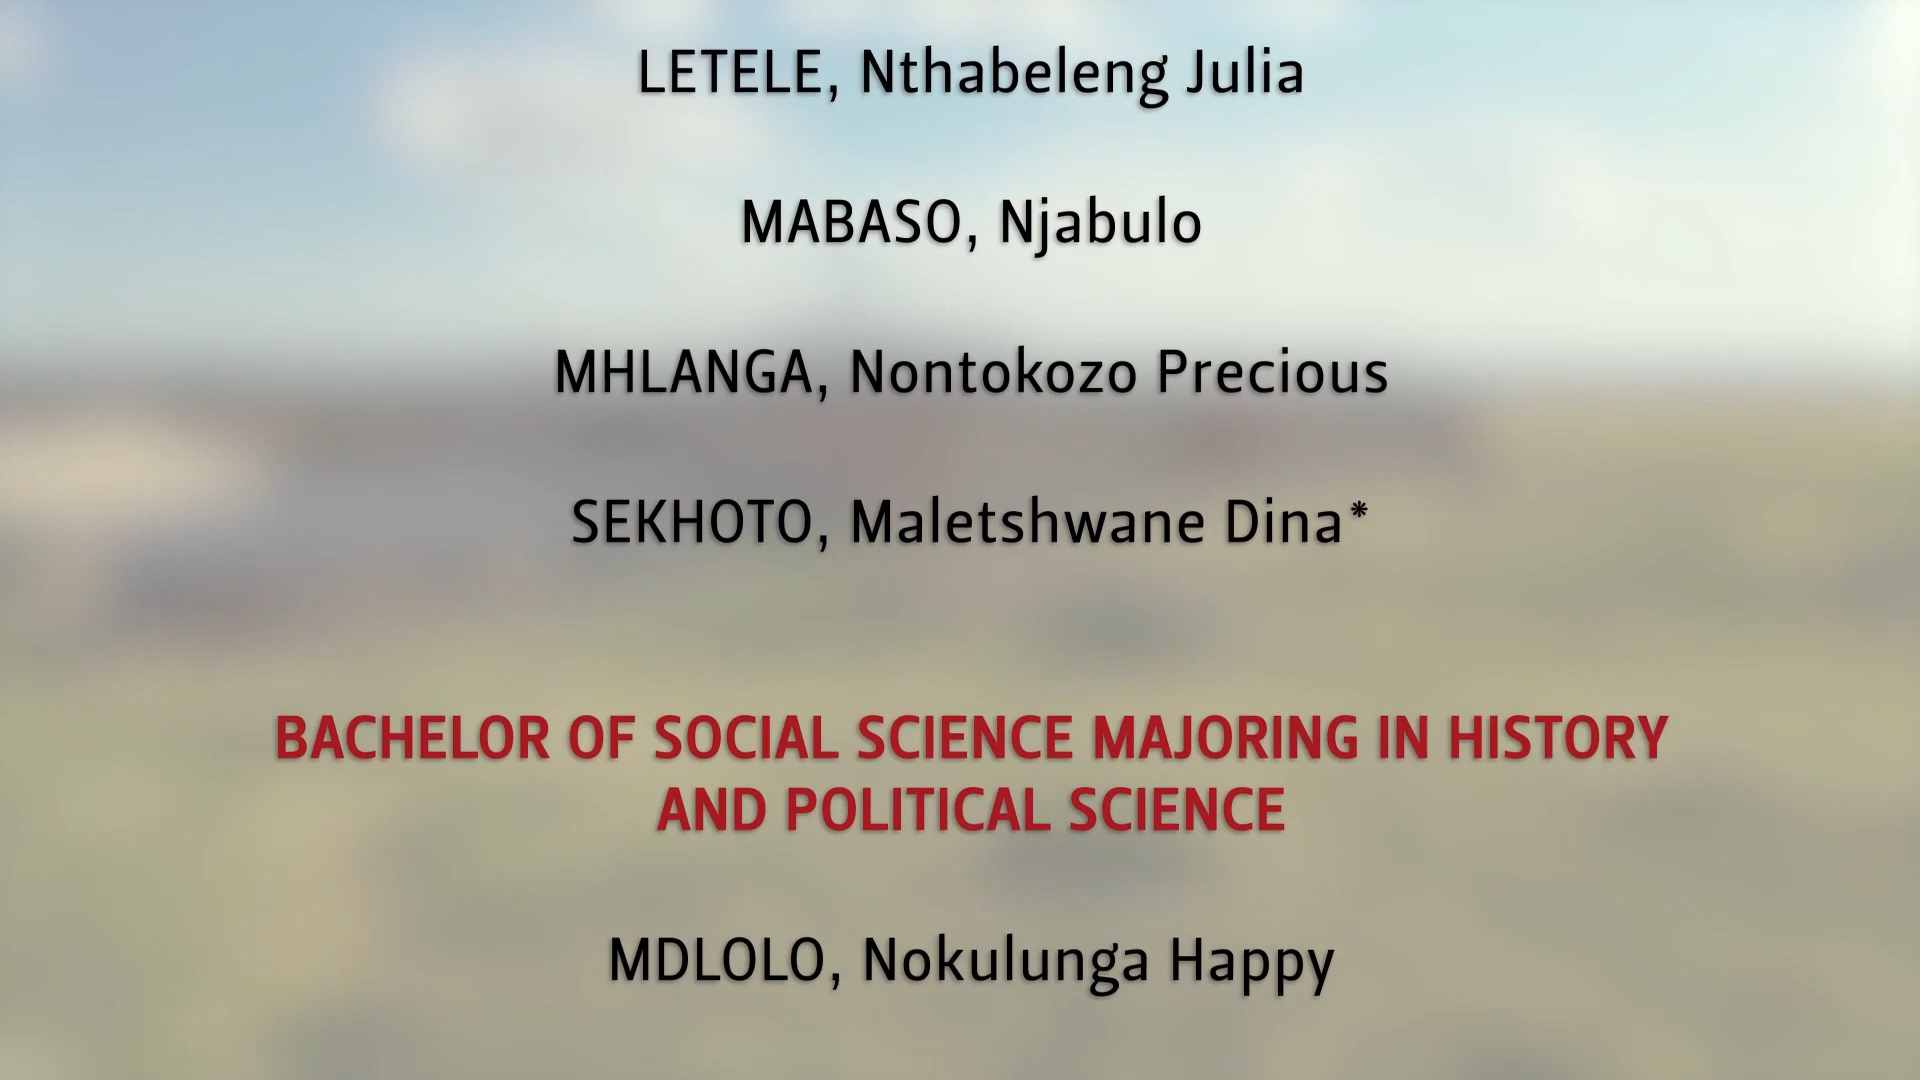 LETELE, Nthabeleng Julia
MABASO, Njabulo
MHLANGA, Nontokozo Precious
SEKHOTO, Maletshwane Dina*
BACHELOR OF SOCIAL SCIENCE MAJORING IN HISTORY
AND POLITICAL SCIENCE
MDLOLO, Nokulunga Happy